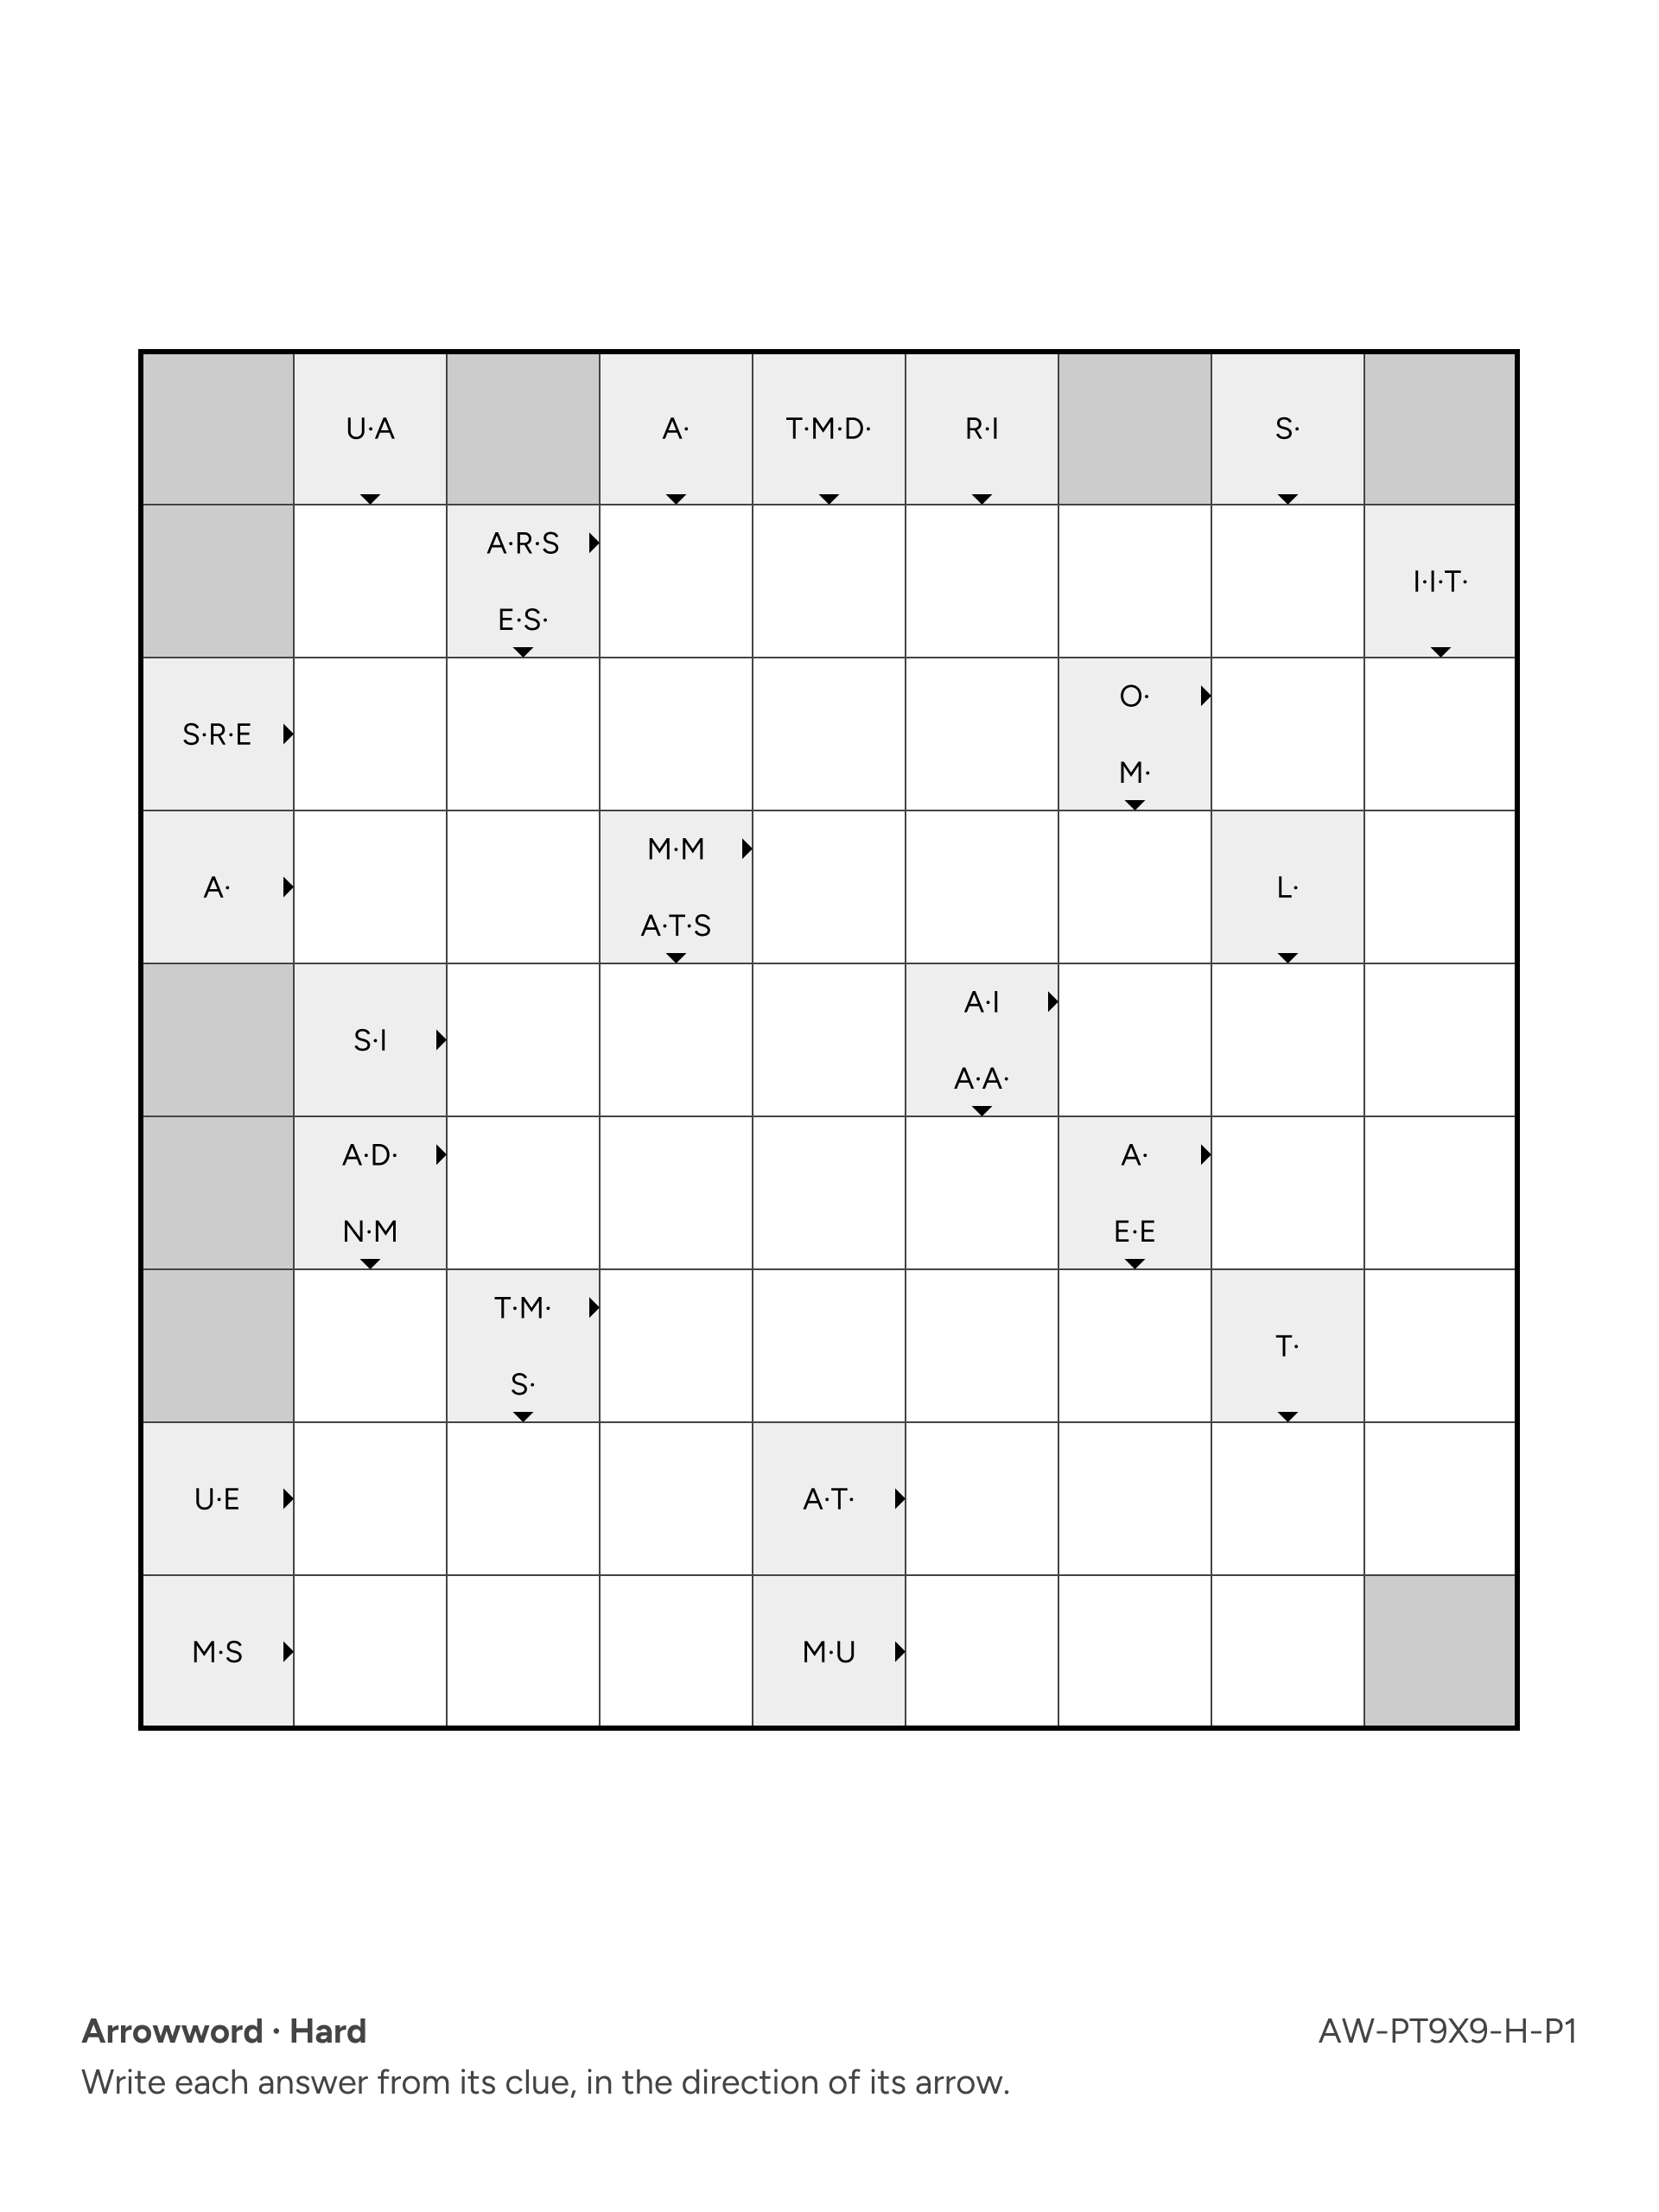 U·A
A·
T·M·D·
R·I
S·
A·R·S
E·S·
I·I·T·
S·R·E
O·
M·
A·
M·M
A·T·S
L·
S·I
A·I
A·A·
A·D·
N·M
A·
E·E
T·M·
S·
T·
U·E
A·T·
M·S
M·U
Arrowword · Hard
AW-PT9X9-H-P1
Write each answer from its clue, in the direction of its arrow.